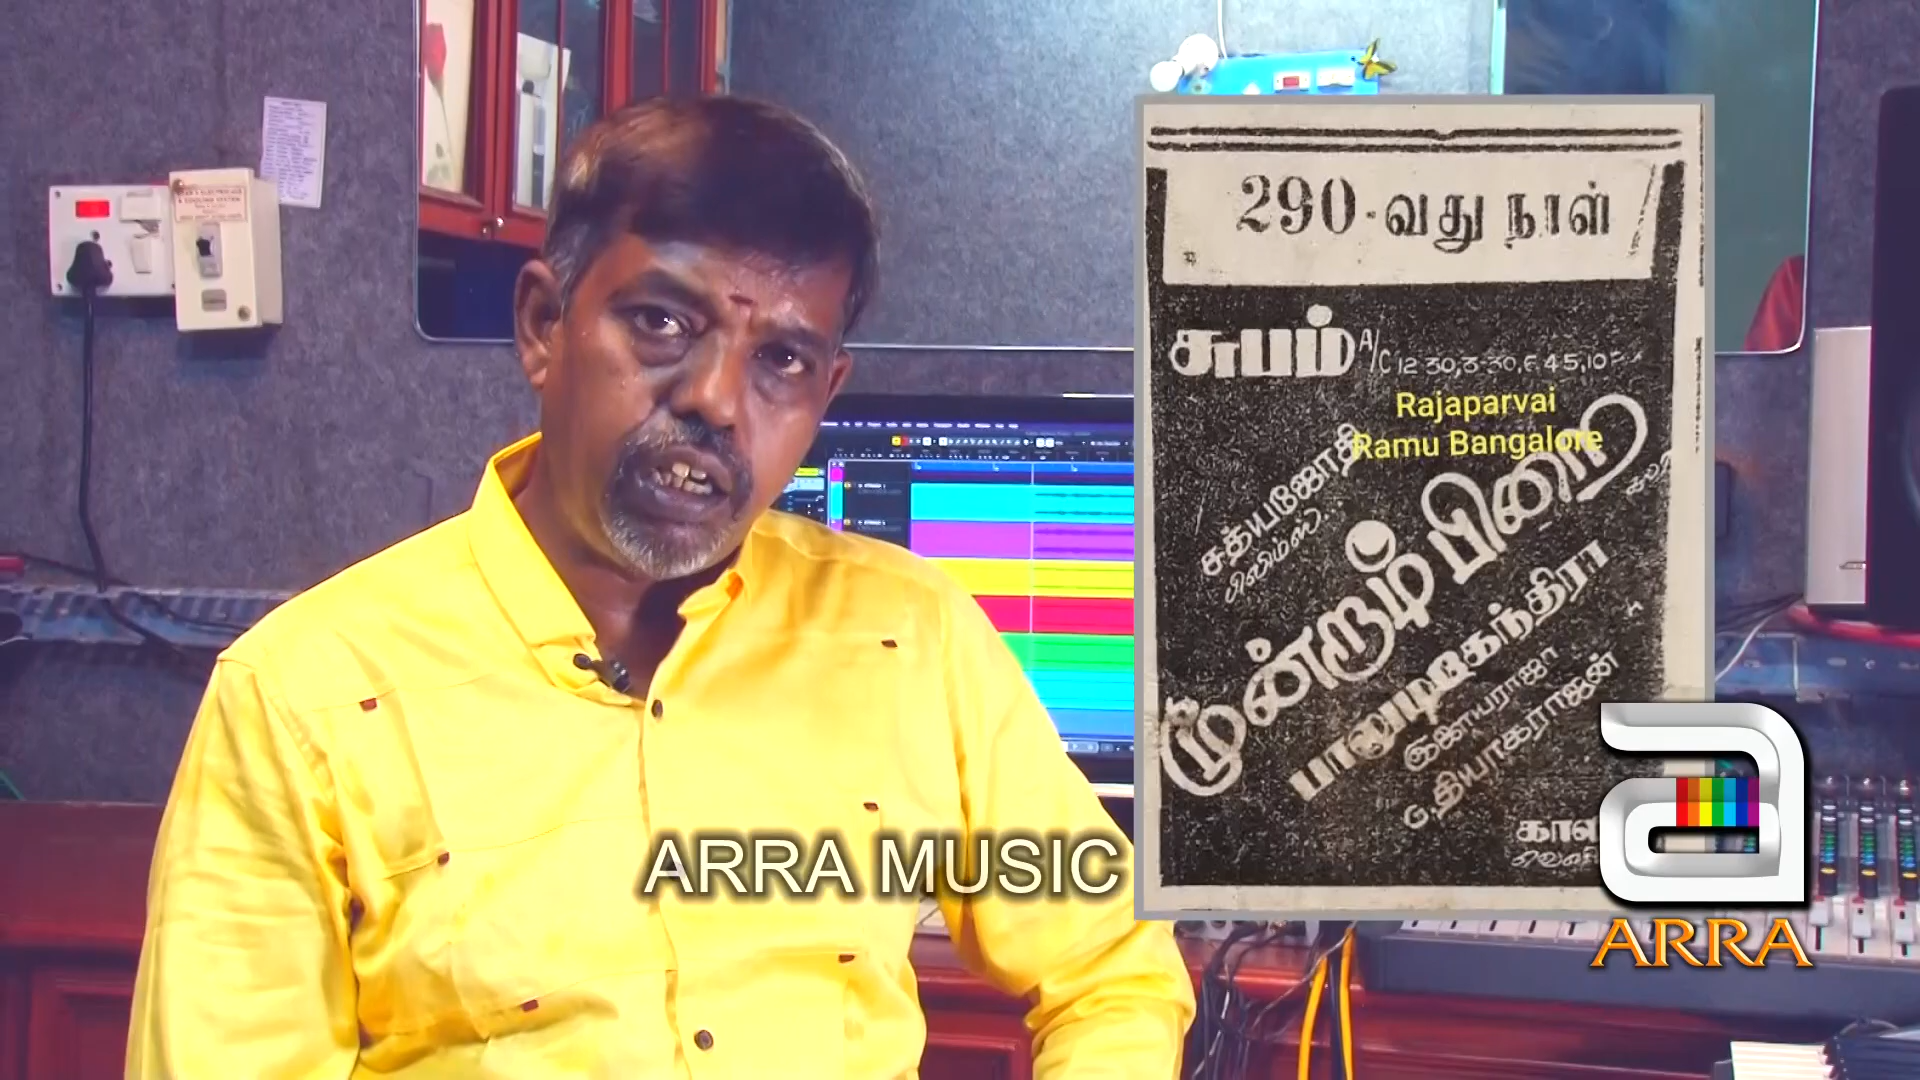 290-வது நாள்
சுபம் A/C 12 30, 3-30, 6 45, 10
Rajaparvai
Ramu Bangalore
சத்யஜோதி
பிலிம்ஸ்...
மூன்றாம் பிறை
பாலுமகேந்திரா
இளையராஜா
G. தியாகராஜன்
ARRA MUSIC
a
ARRA